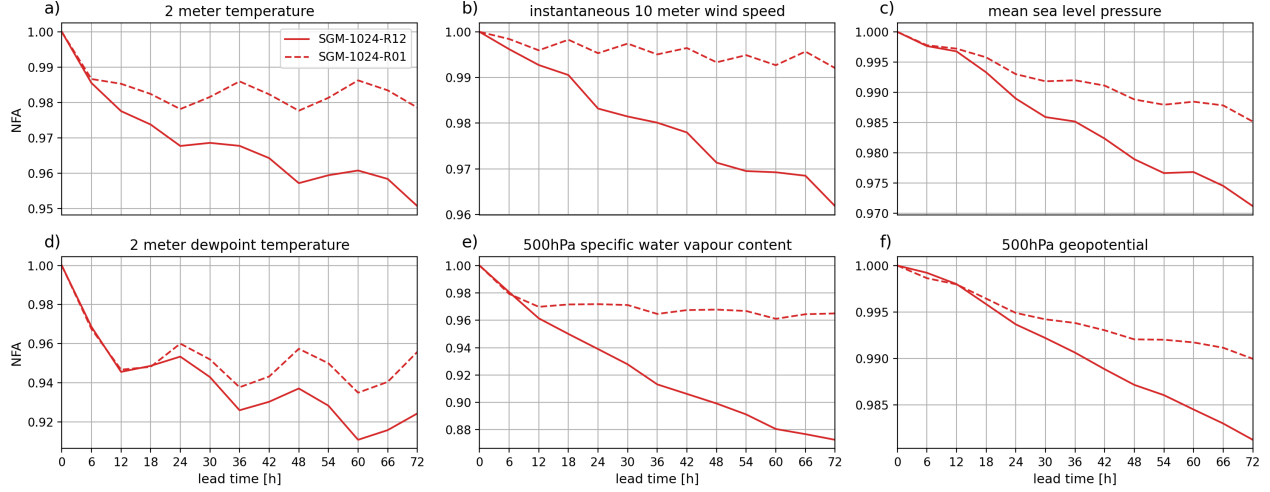 a)
2 meter temperature
1.00
0.99
0.98
0.97
0.96
0.95
NFA
SGM-1024-R12
SGM-1024-R01
b)
instantaneous 10 meter wind speed
1.00
0.99
0.98
0.97
0.96
c)
mean sea level pressure
1.000
0.995
0.990
0.985
0.980
0.975
0.970
d)
2 meter dewpoint temperature
1.00
0.98
0.96
0.94
0.92
NFA
0 6 12 18 24 30 36 42 48 54 60 66 72
lead time [h]
e)
500hPa specific water vapour content
1.00
0.98
0.96
0.94
0.92
0.90
0.88
0 6 12 18 24 30 36 42 48 54 60 66 72
lead time [h]
f)
500hPa geopotential
1.000
0.995
0.990
0.985
0 6 12 18 24 30 36 42 48 54 60 66 72
lead time [h]